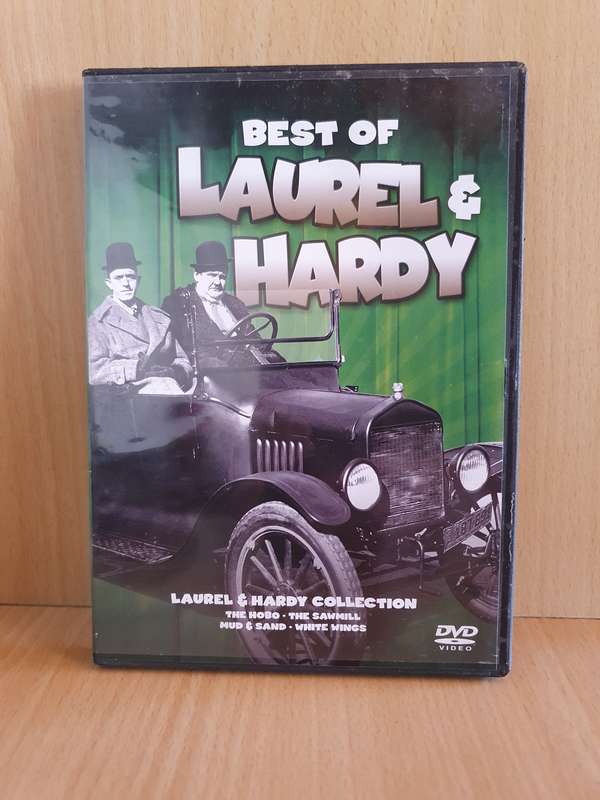 BEST OF
LAUREL &
HARDY
LAUREL & HARDY COLLECTION
THE HOBO · THE SAWMILL
MUD & SAND · WHITE WINGS
DVD
VIDEO